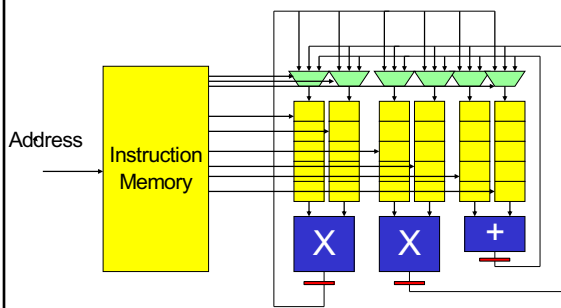 Address
Instruction
Memory
X
X
+